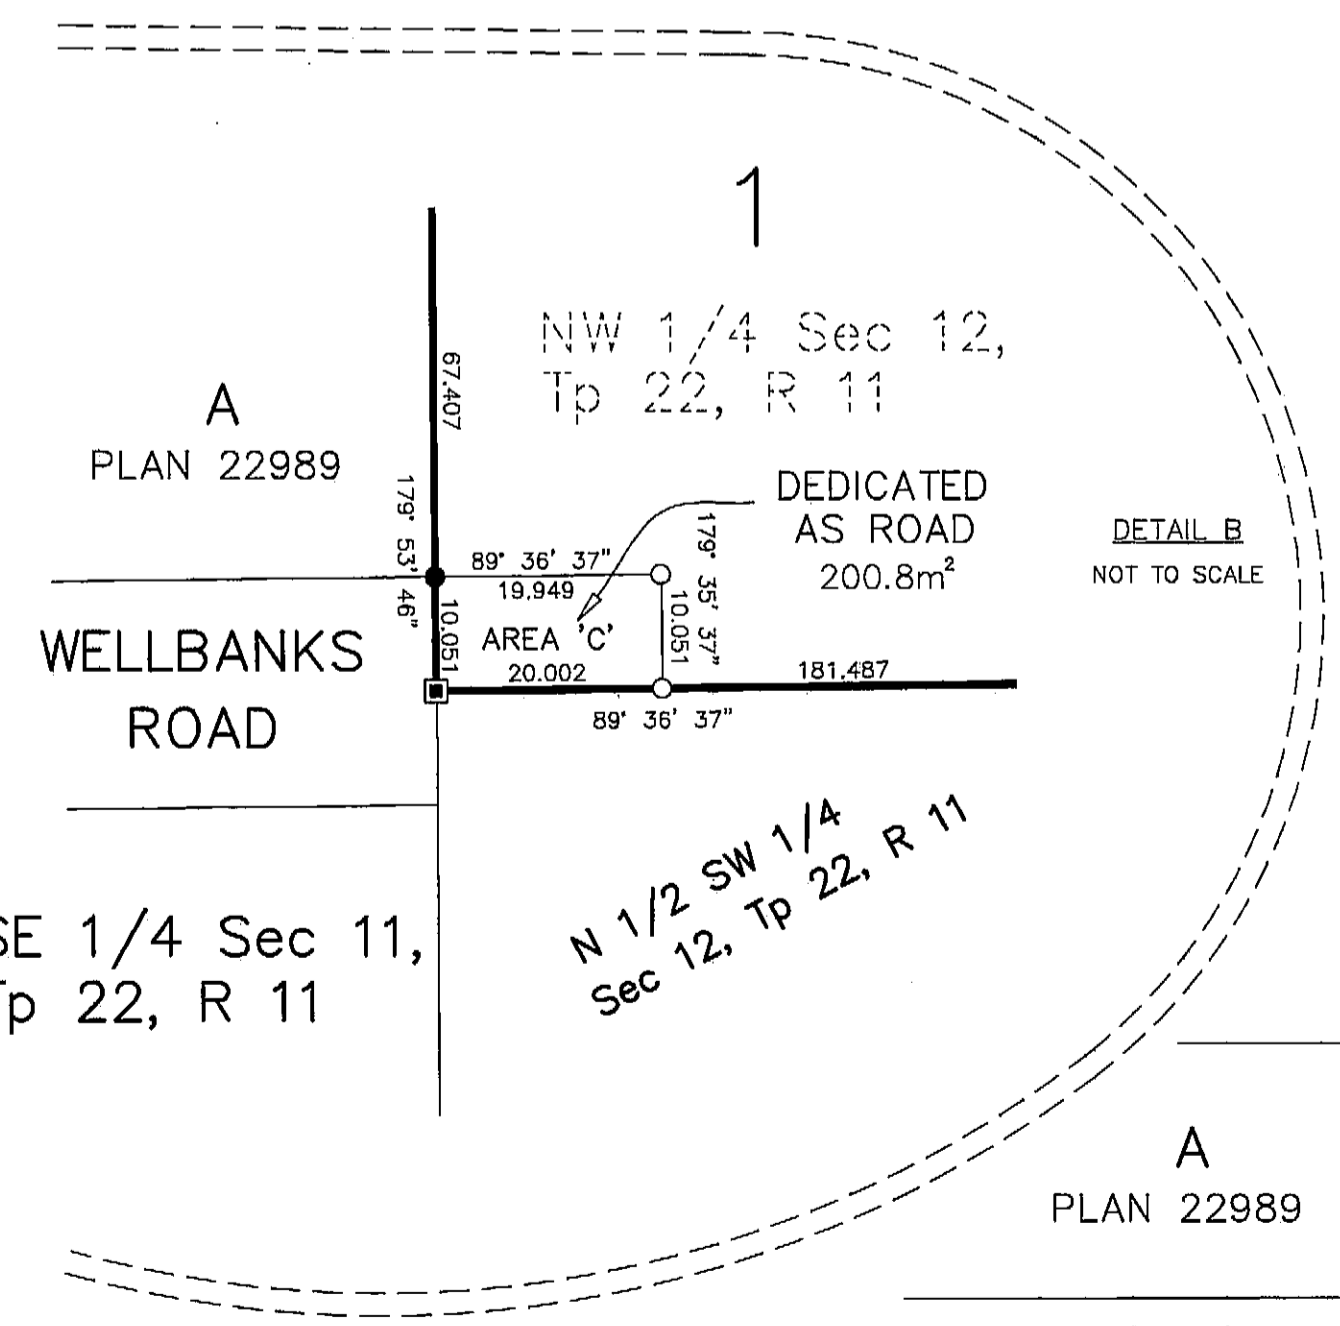 1
NW 1/4 Sec 12,
Tp 22, R 11
67.407
A
PLAN 22989
179° 53' 46"
DEDICATED
AS ROAD
200.8m²
DETAIL B
NOT TO SCALE
89° 36' 37"
19.949
179° 35' 37"
10.051
10.051
AREA 'C'
20.002
181.487
89° 36' 37"
WELLBANKS
ROAD
N 1/2 SW 1/4
Sec 12, Tp 22, R 11
SE 1/4 Sec 11,
Tp 22, R 11
A
PLAN 22989